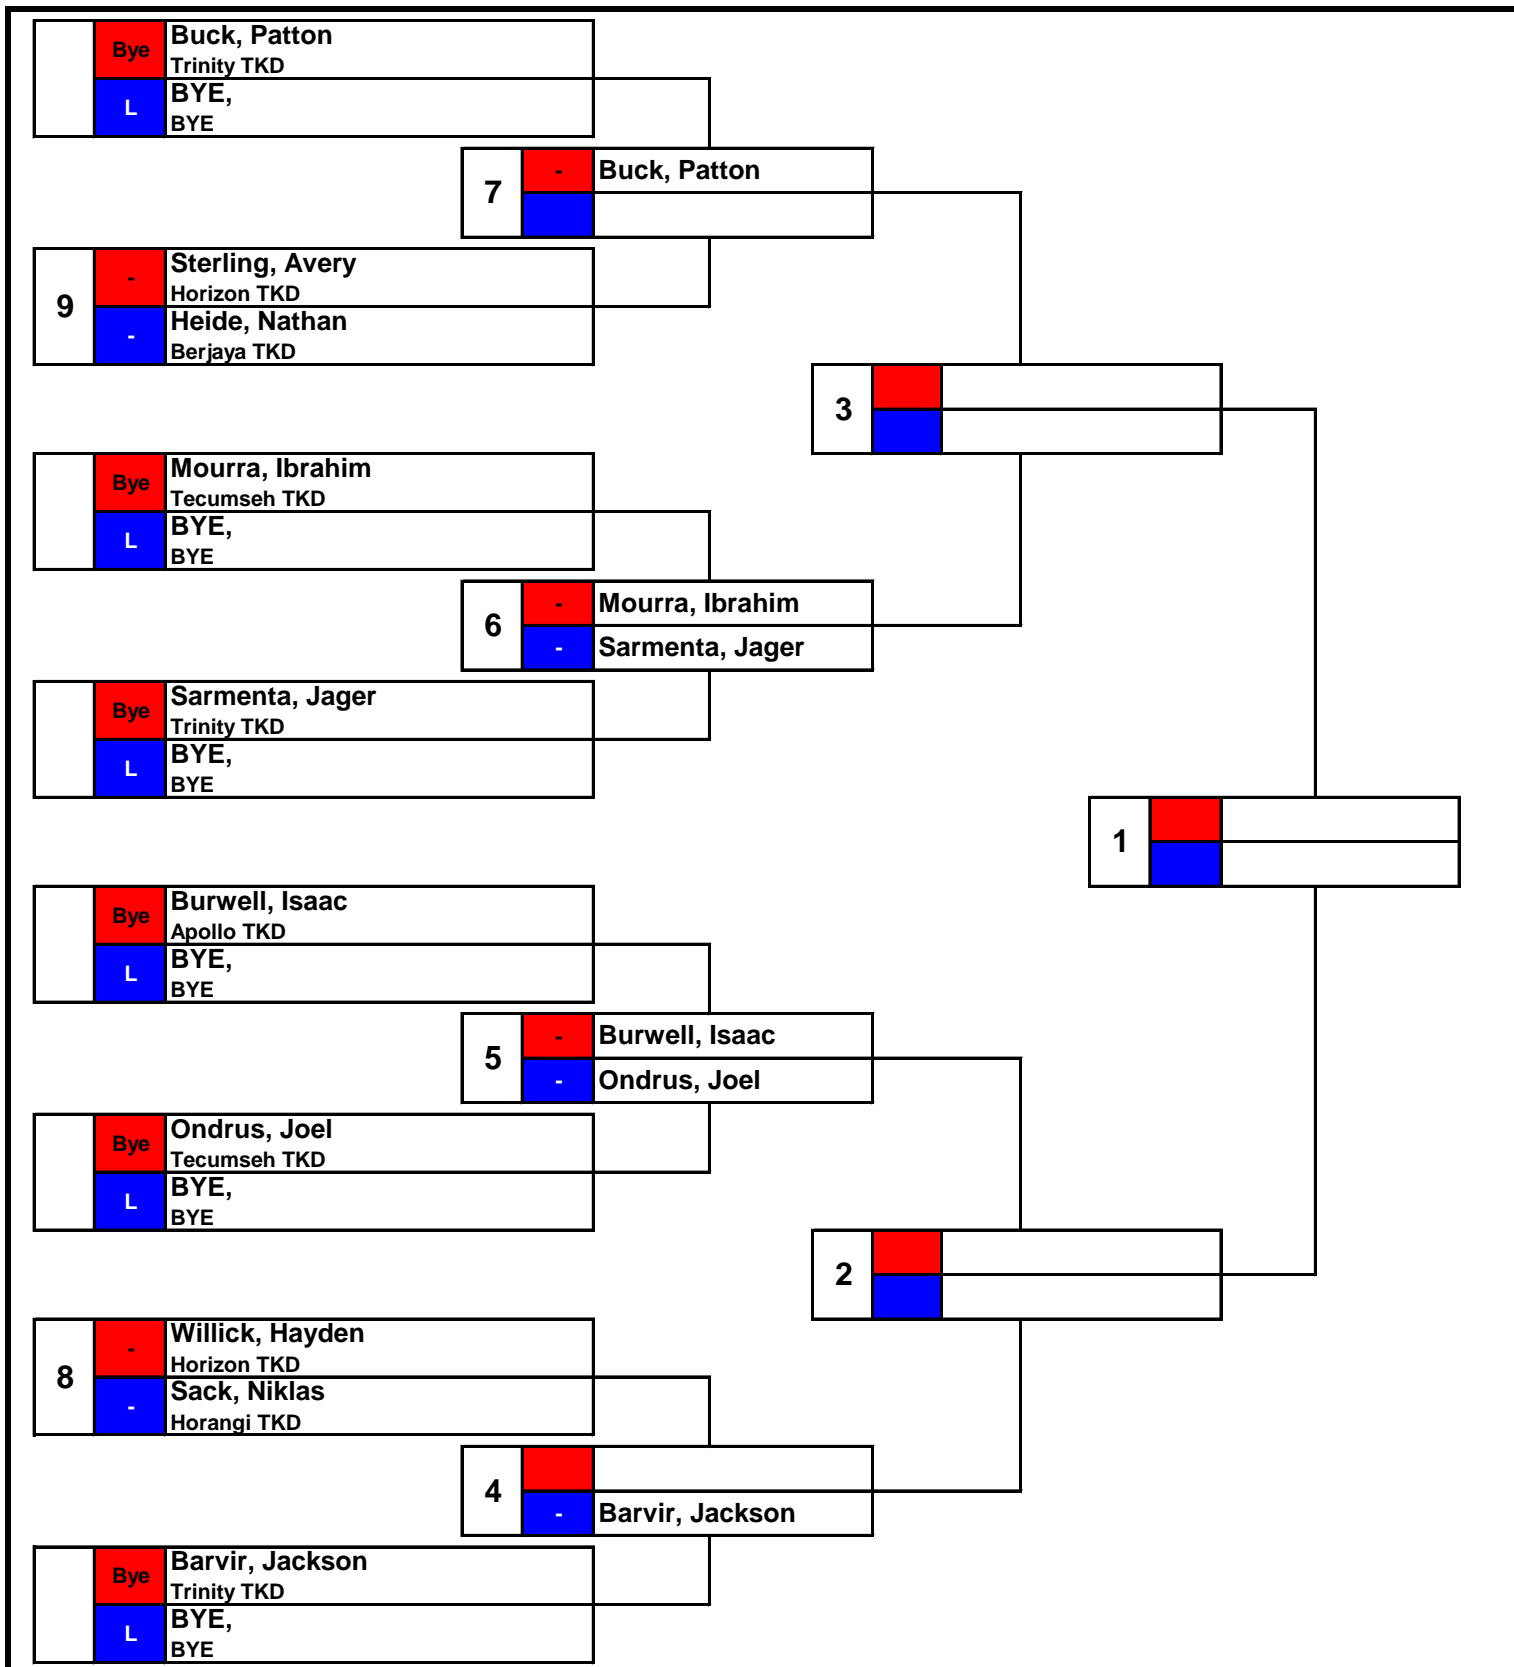 Bye Buck, Patton
Trinity TKD
L BYE,
BYE
7 - Buck, Patton
9 - Sterling, Avery
Horizon TKD
- Heide, Nathan
Berjaya TKD
3
Bye Mourra, Ibrahim
Tecumseh TKD
L BYE,
BYE
6 - Mourra, Ibrahim
- Sarmenta, Jager
Bye Sarmenta, Jager
Trinity TKD
L BYE,
BYE
1
Bye Burwell, Isaac
Apollo TKD
L BYE,
BYE
5 - Burwell, Isaac
- Ondrus, Joel
Bye Ondrus, Joel
Tecumseh TKD
L BYE,
BYE
2
8 - Willick, Hayden
Horizon TKD
- Sack, Niklas
Horangi TKD
4
- Barvir, Jackson
Bye Barvir, Jackson
Trinity TKD
L BYE,
BYE